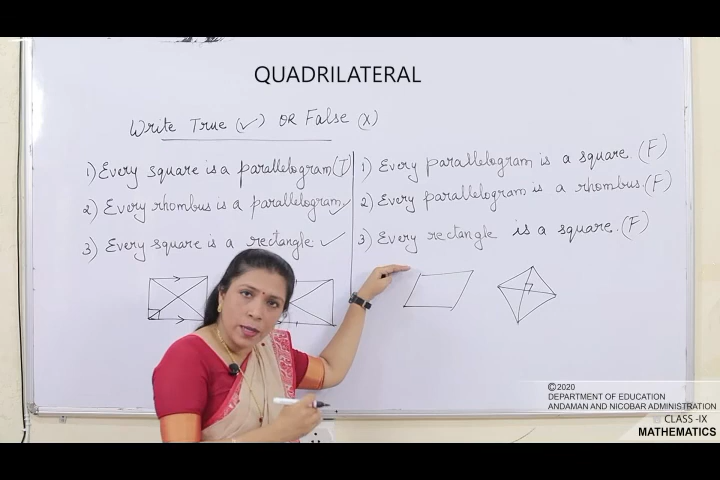 QUADRILATERAL
Write True (✓) OR False (X)
1) Every square is a parallelogram (T)
2) Every rhombus is a parallelogram ✓
3) Every square is a rectangle. ✓
1) Every parallelogram is a square. (F)
2) Every parallelogram is a rhombus. (F)
3) Every rectangle is a square. (F)
©2020
DEPARTMENT OF EDUCATION
ANDAMAN AND NICOBAR ADMINISTRATION
CLASS -IX
MATHEMATICS